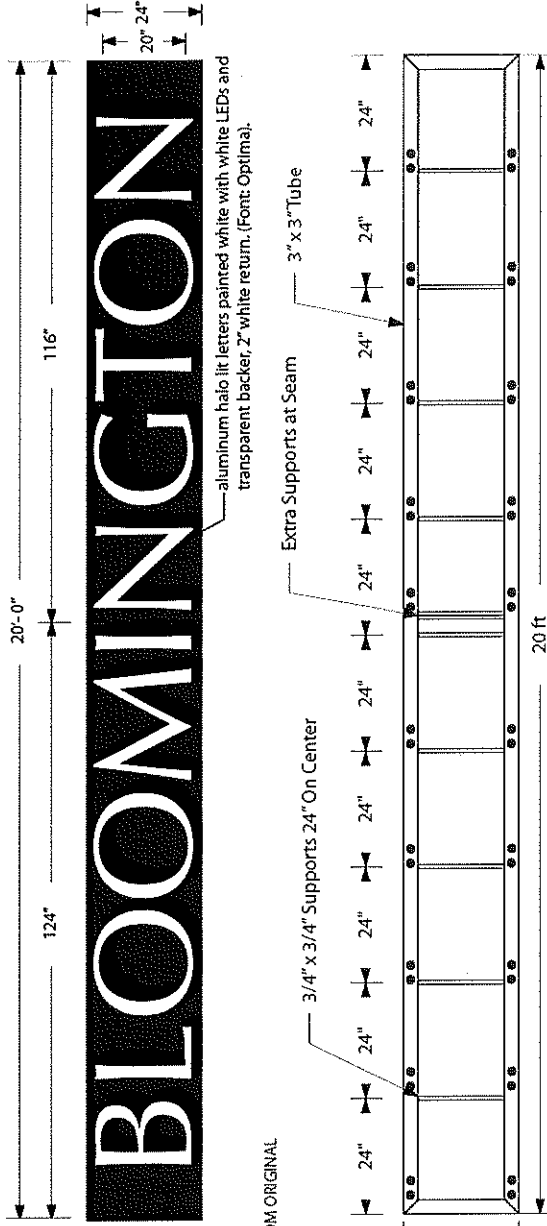 20'-0"
124"
116"
24"
20"
BLOOMINGTON
aluminum halo lit letters painted white with white LEDs and
transparent backer, 2" white return. (Font: Optima).
OM ORIGINAL
3/4" x 3/4" Supports 24" On Center
Extra Supports at Seam
3" x 3" Tube
24"
24"
24"
24"
24"
24"
24"
24"
24"
24"
20 ft